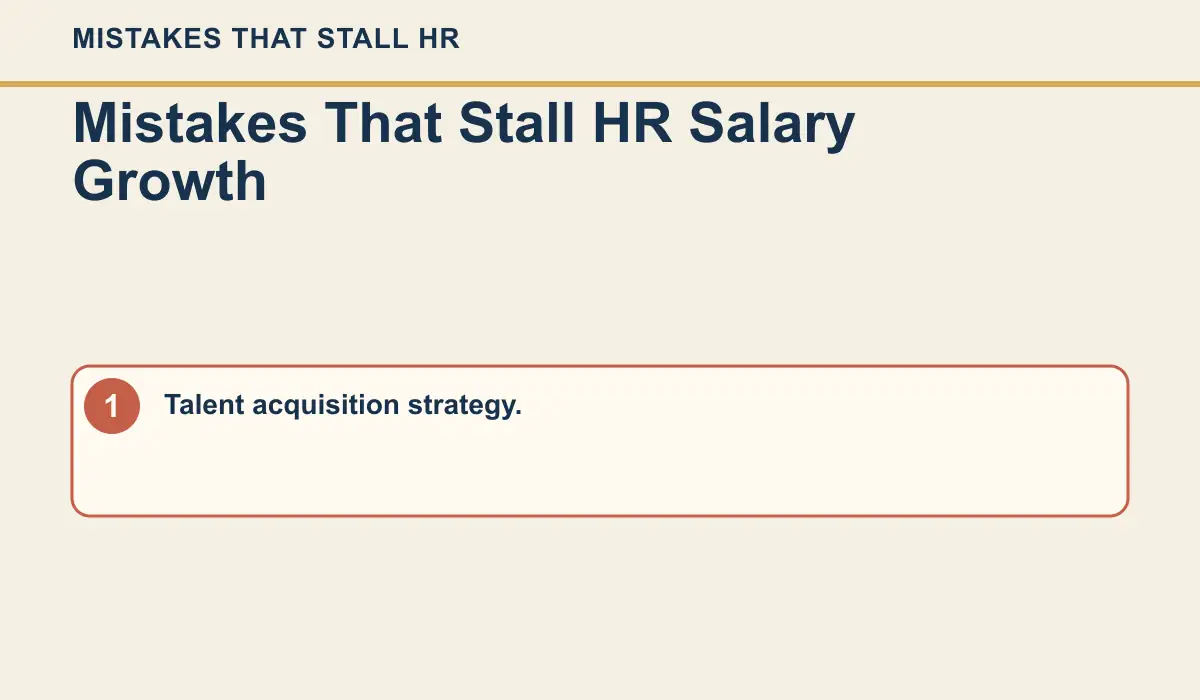 MISTAKES THAT STALL HR
Mistakes That Stall HR Salary
Growth
1 Talent acquisition strategy.